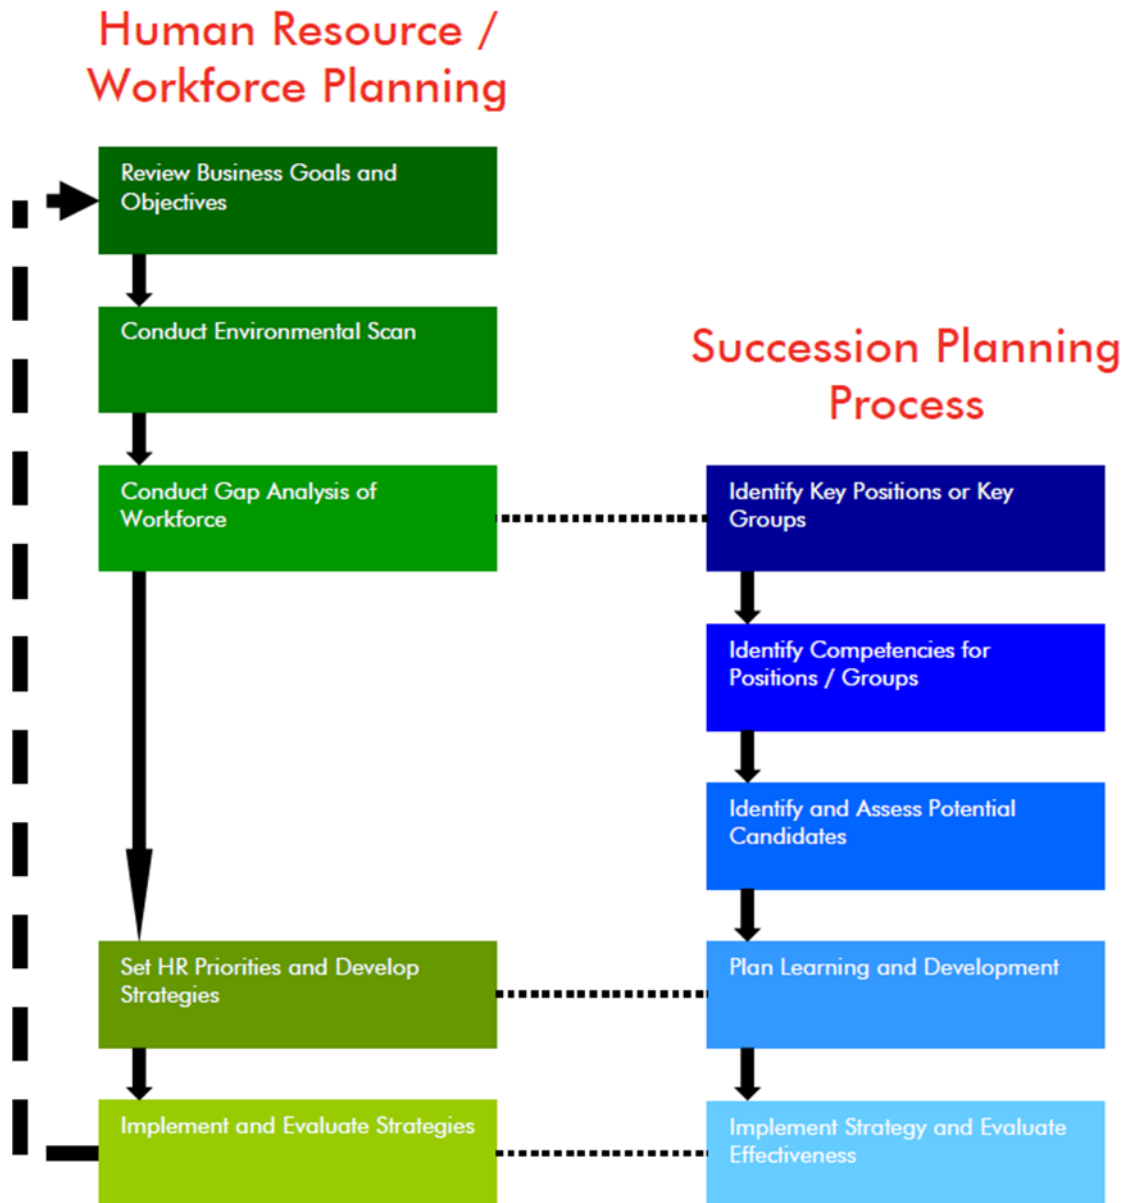 Human Resource /
Workforce Planning
Review Business Goals and
Objectives
Conduct Environmental Scan
Conduct Gap Analysis of
Workforce
Set HR Priorities and Develop
Strategies
Implement and Evaluate Strategies
Succession Planning
Process
Identify Key Positions or Key
Groups
Identify Competencies for
Positions / Groups
Identify and Assess Potential
Candidates
Plan Learning and Development
Implement Strategy and Evaluate
Effectiveness